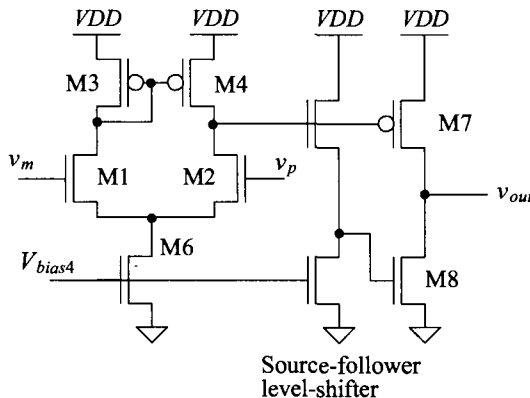 VDD
VDD
VDD
VDD
M3
M4
M7
v_m
M1
M2
v_p
v_out
M6
V_bias4
M8
Source-follower
level-shifter